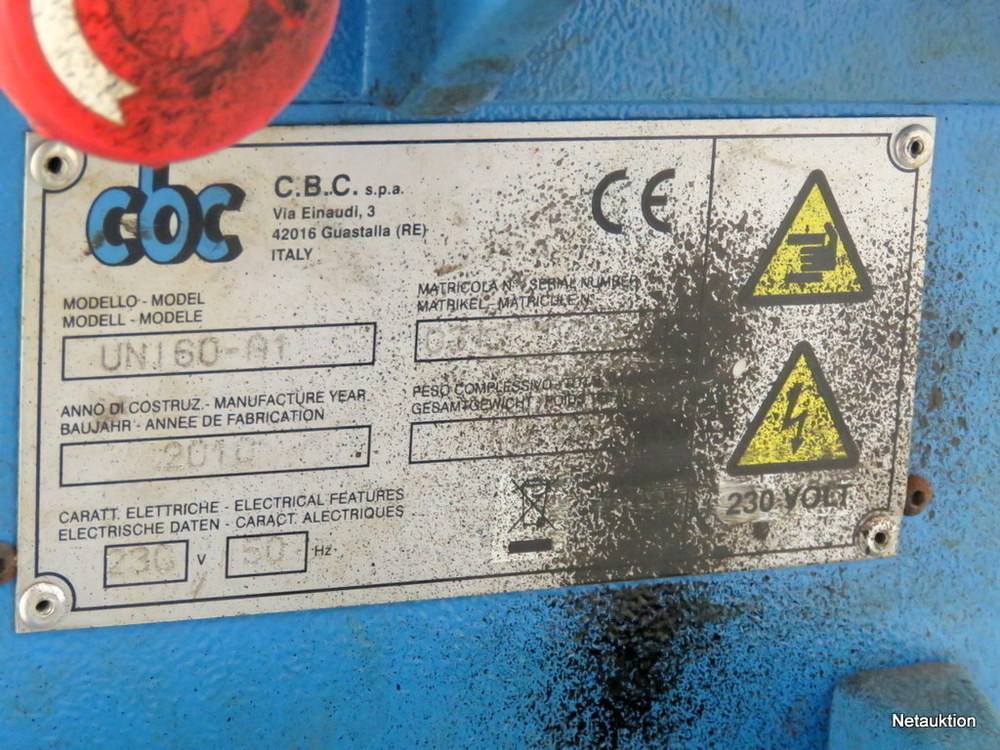 cbc
C.B.C. s.p.a.
Via Einaudi, 3
42016 Guastalla (RE)
ITALY
CE
MODELLO - MODEL
MODELL - MODELE
UNI60-A1
MATRICOLA N. - SERIAL NUMBER
MATRIKEL - MATRICULE N.
ANNO DI COSTRUZ. - MANUFACTURE YEAR
BAUJAHR - ANNEE DE FABRICATION
2010
PESO COMPLESSIVO
GESAMTGEWICHT
CARATT. ELETTRICHE - ELECTRICAL FEATURES
ELECTRISCHE DATEN - CARACT. ALECTRIQUES
230 V 50 Hz
230 VOLT
Netauktion